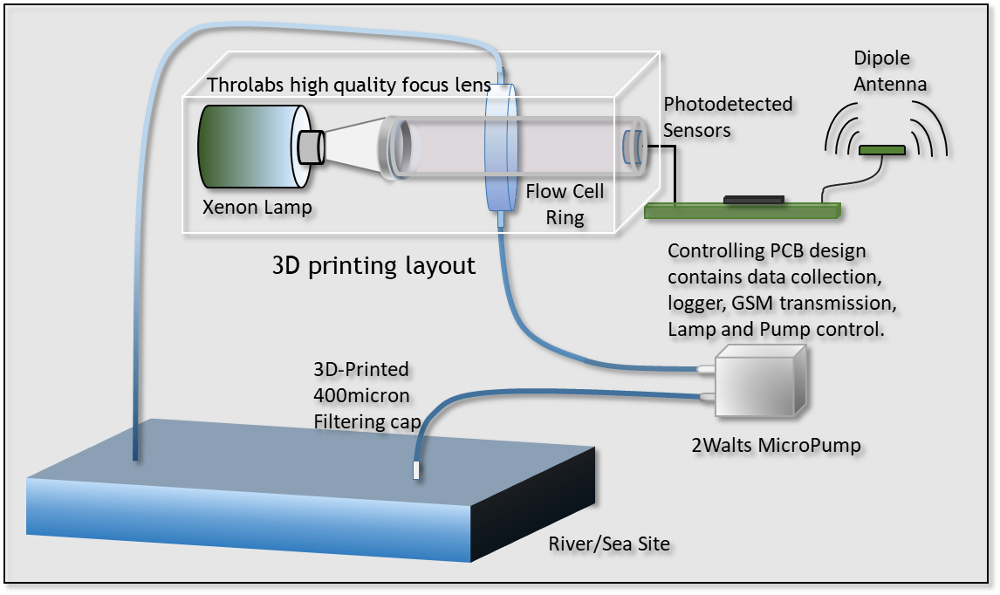 Throlabs high quality focus lens
Xenon Lamp
Flow Cell
Ring
3D printing layout
Photodetected
Sensors
Dipole
Antenna
Controlling PCB design
contains data collection,
logger, GSM transmission,
Lamp and Pump control.
3D-Printed
400micron
Filtering cap
2Walts MicroPump
River/Sea Site